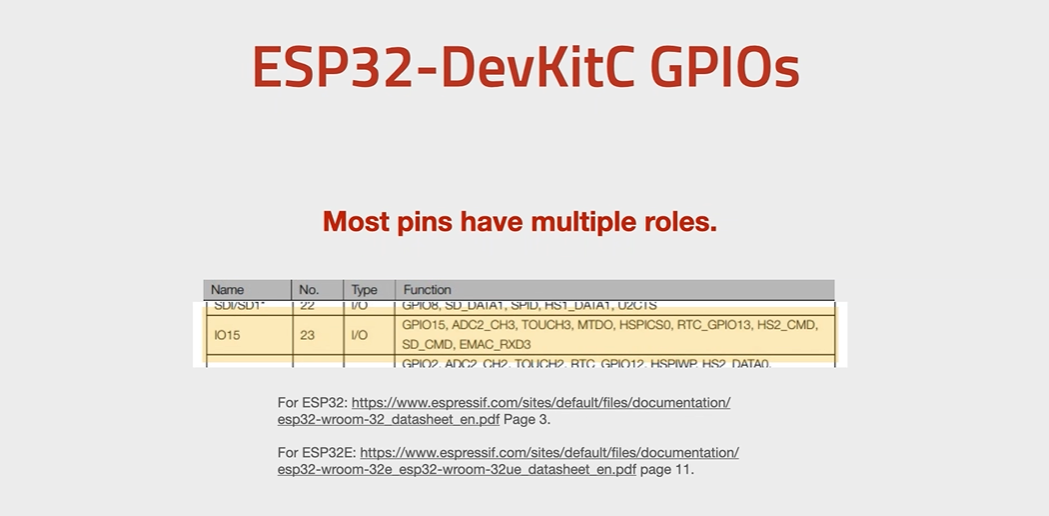 ESP32-DevKitC GPIOs
Most pins have multiple roles.
Name No. Type Function
SDI/SD1* 22 I/O GPIO8, SD_DATA1, SPID, HS1_DATA1, U2CTS
IO15 23 I/O GPIO15, ADC2_CH3, TOUCH3, MTDO, HSPICS0, RTC_GPIO13, HS2_CMD,
SD_CMD, EMAC_RXD3
GPIO2, ADC2_CH2, TOUCH2, RTC_GPIO12, HSPIWP, HS2_DATA0,
For ESP32: https://www.espressif.com/sites/default/files/documentation/
esp32-wroom-32_datasheet_en.pdf Page 3.
For ESP32E: https://www.espressif.com/sites/default/files/documentation/
esp32-wroom-32e_esp32-wroom-32ue_datasheet_en.pdf page 11.